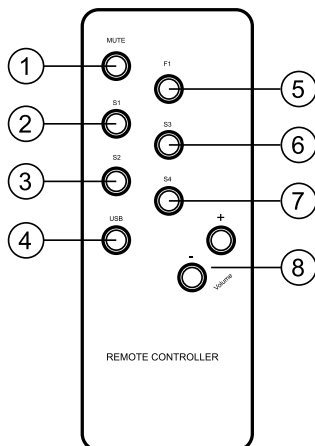 MUTE
1
F1
5
S1
2
S3
6
S2
3
S4
7
USB
4
+
-
8
Volume
REMOTE CONTROLLER